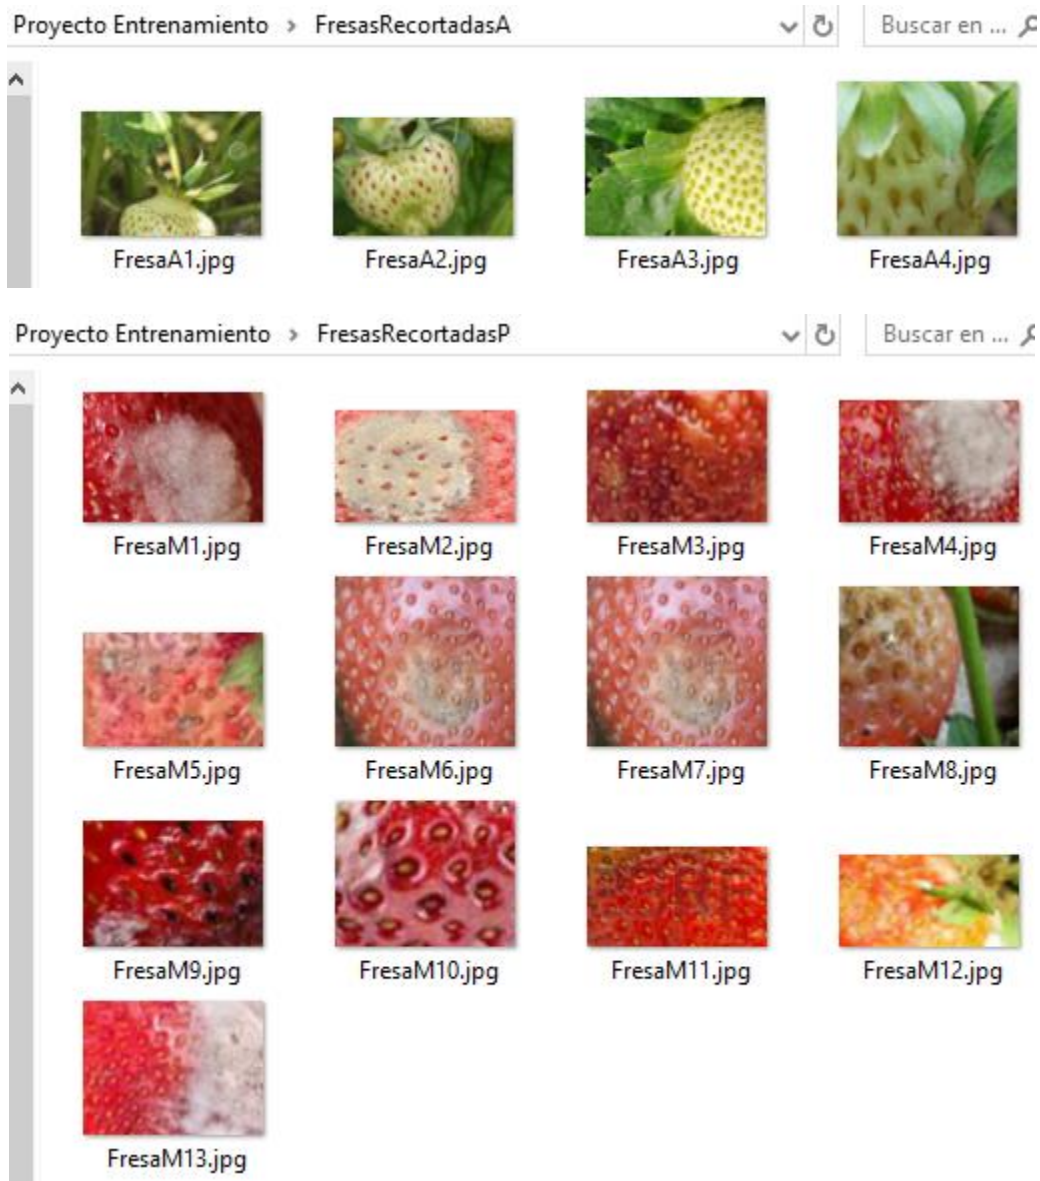 Proyecto Entrenamiento > FresasRecortadasA Buscar en ...
FresaA1.jpg FresaA2.jpg FresaA3.jpg FresaA4.jpg
Proyecto Entrenamiento > FresasRecortadasP Buscar en ...
FresaM1.jpg FresaM2.jpg FresaM3.jpg FresaM4.jpg
FresaM5.jpg FresaM6.jpg FresaM7.jpg FresaM8.jpg
FresaM9.jpg FresaM10.jpg FresaM11.jpg FresaM12.jpg
FresaM13.jpg